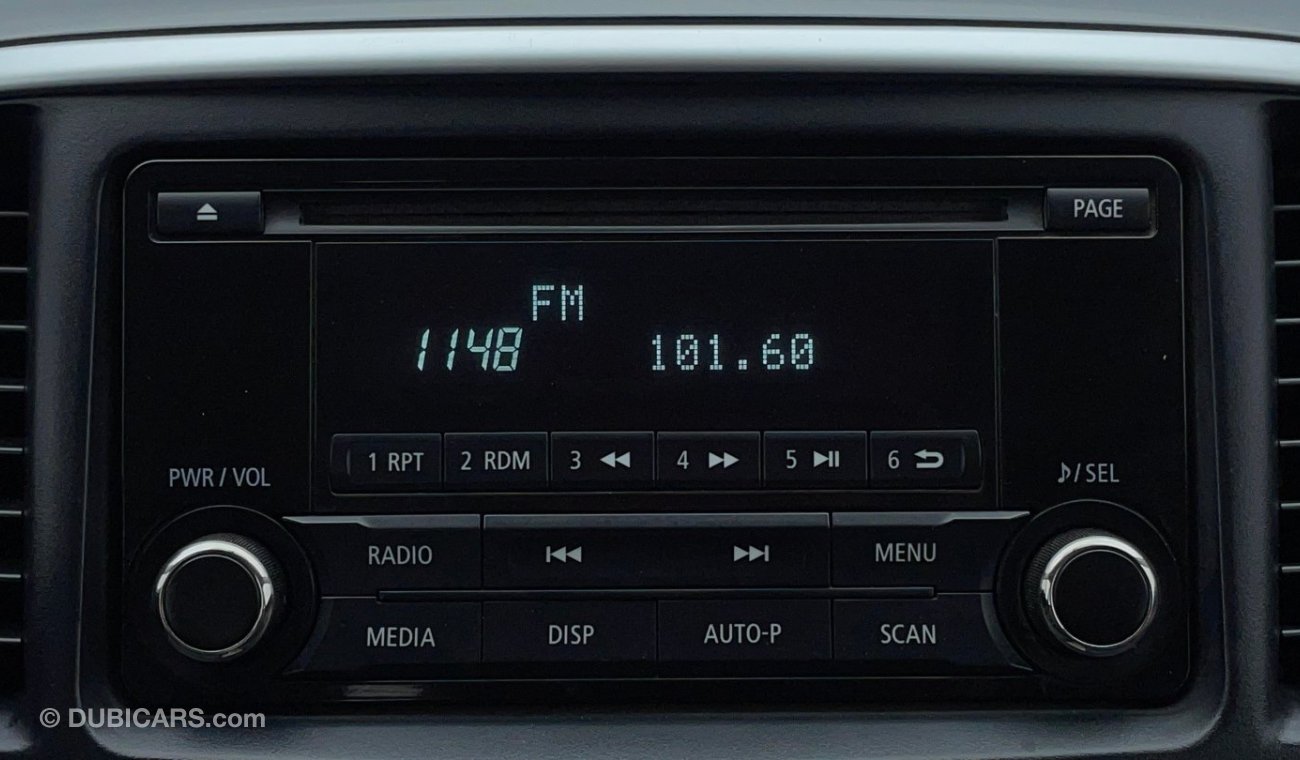 PAGE
FM
1148 101.60
1 RPT 2 RDM 3 4 5 6
PWR / VOL
/ SEL
RADIO MENU
MEDIA DISP AUTO-P SCAN
© DUBICARS.com